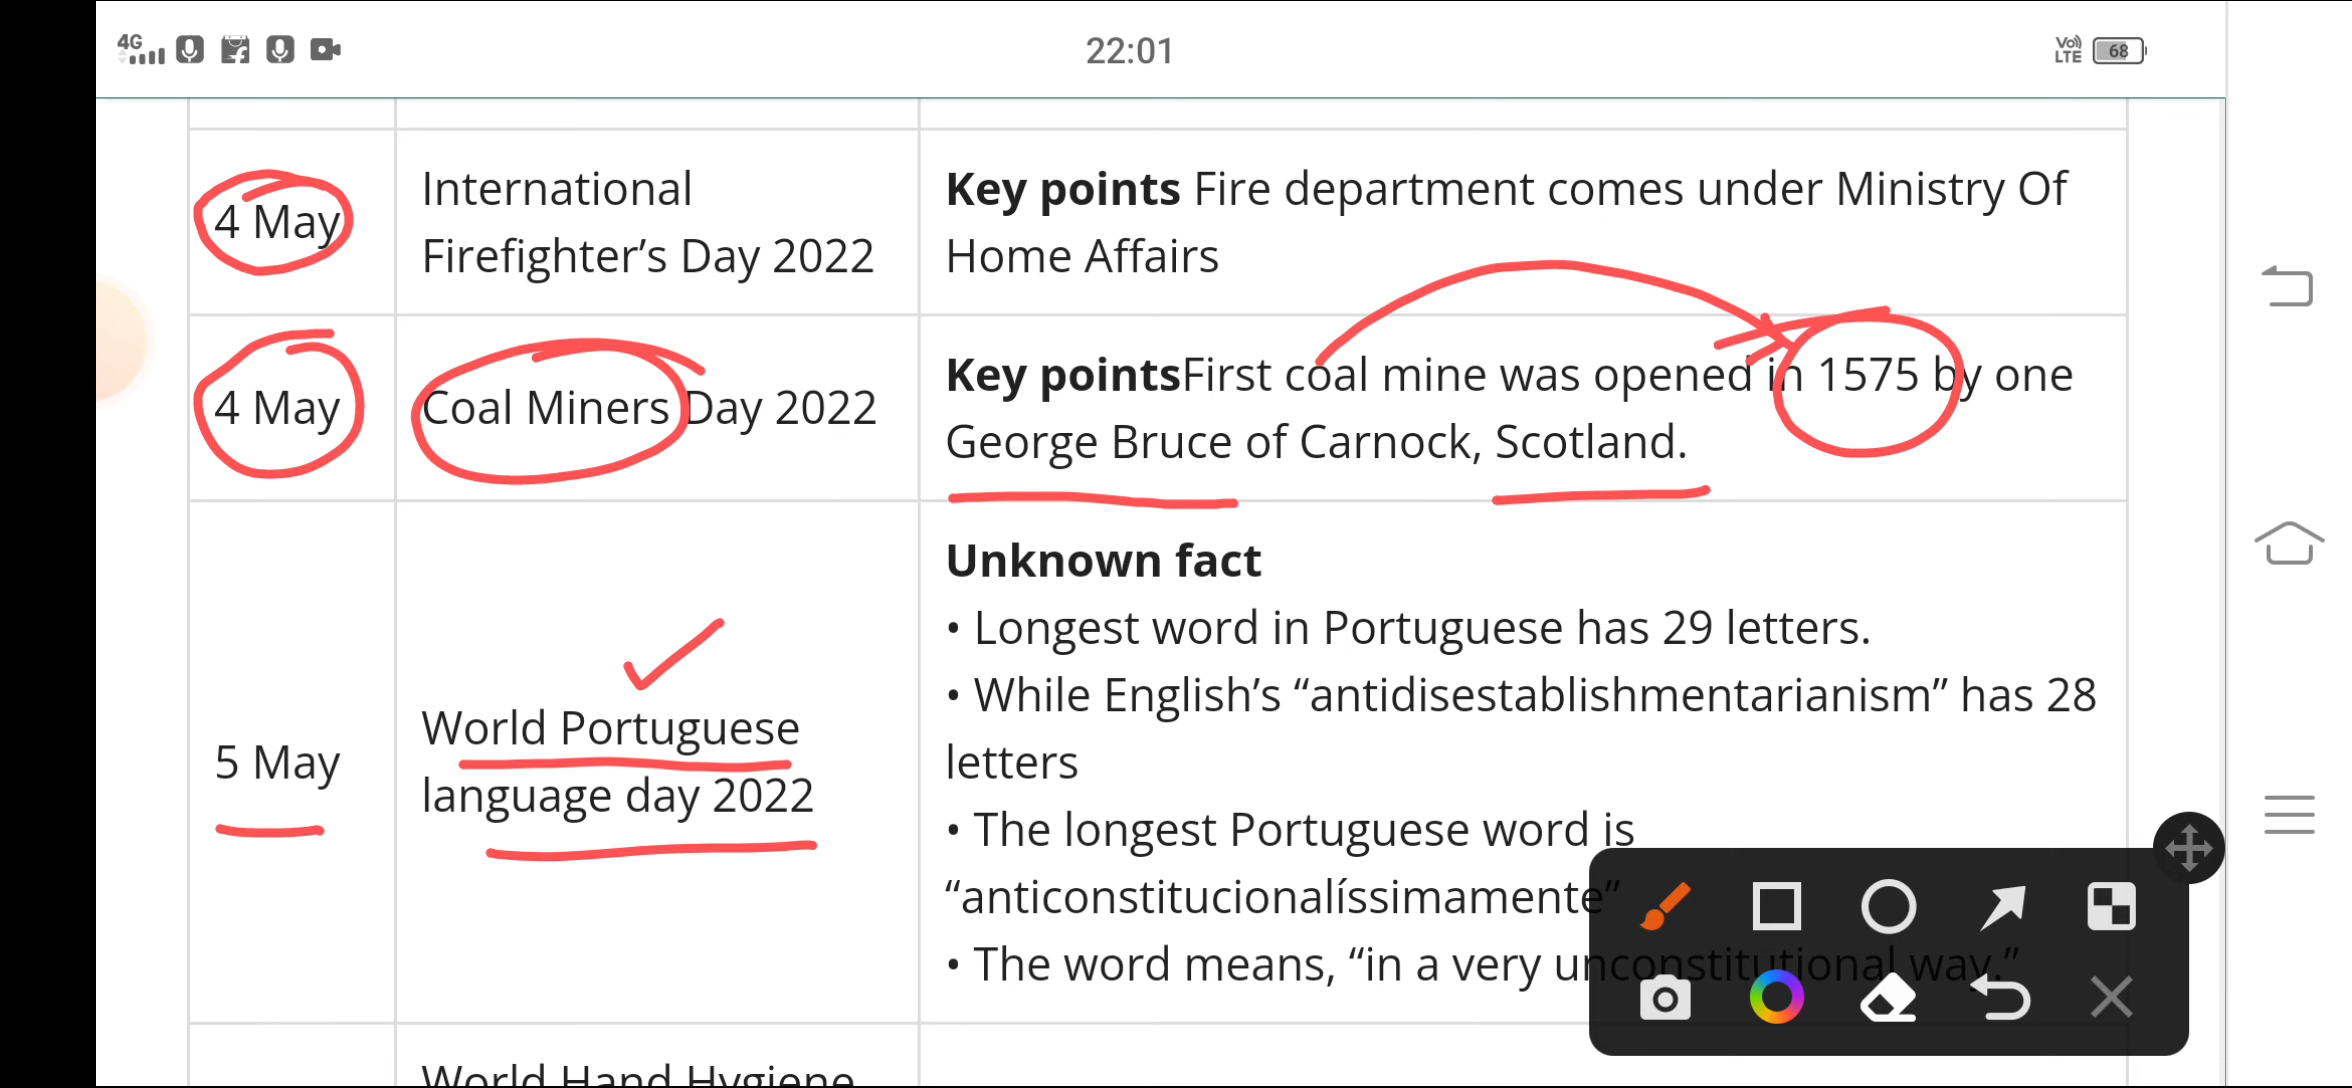 4G
22:01
Vo)) LTE
68
4 May
International
Firefighter’s Day 2022
Key points Fire department comes under Ministry Of
Home Affairs
4 May
Coal Miners Day 2022
Key pointsFirst coal mine was opened in 1575 by one
George Bruce of Carnock, Scotland.
5 May
World Portuguese
language day 2022
Unknown fact
• Longest word in Portuguese has 29 letters.
• While English’s “antidisestablishmentarianism” has 28
letters
• The longest Portuguese word is
“anticonstitucionalíssimamente”
• The word means, “in a very unconstitutional way.”
World Hand Hygiene